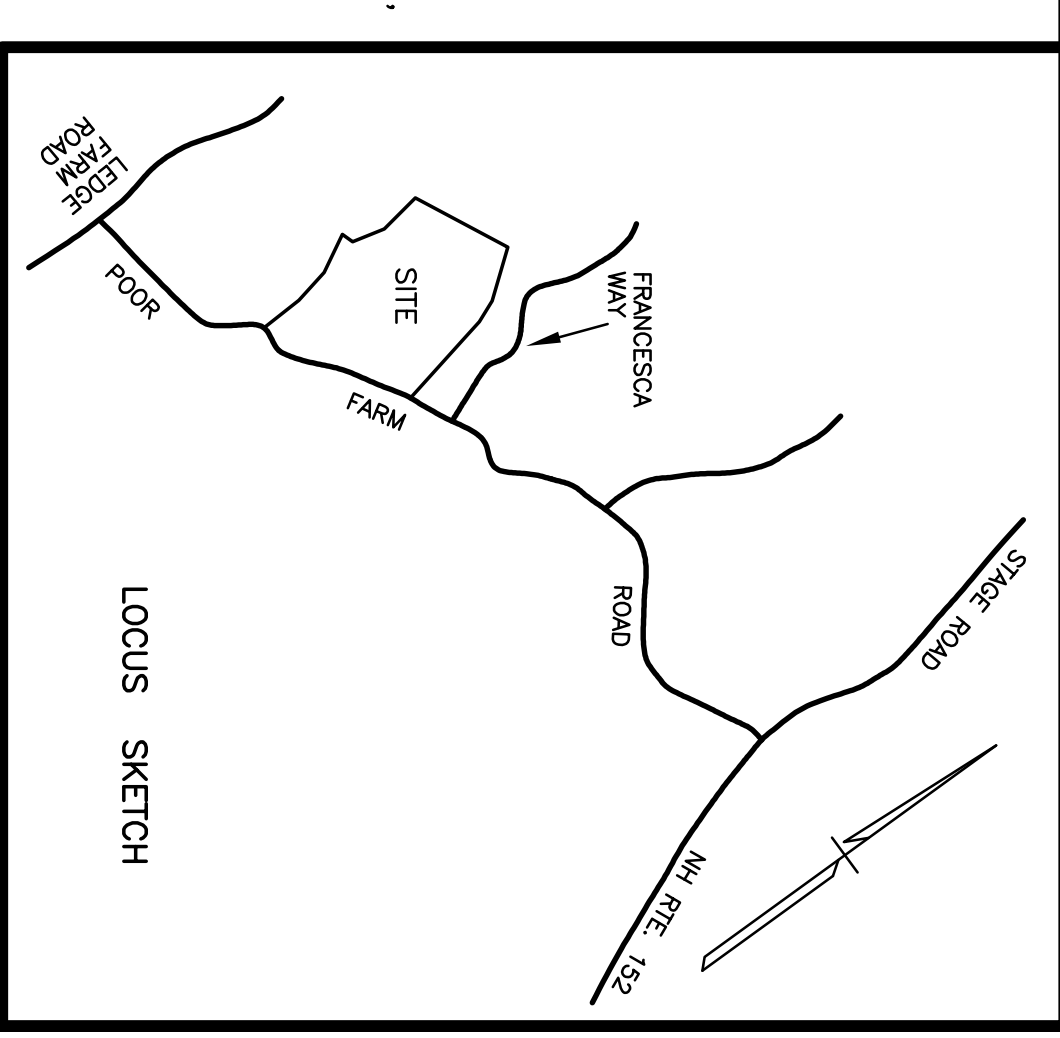 LEDGE
FARM
ROAD
POOR
FARM
ROAD
SITE
FRANCESCA
WAY
STAGE ROAD
NH RTE. 152
LOCUS SKETCH